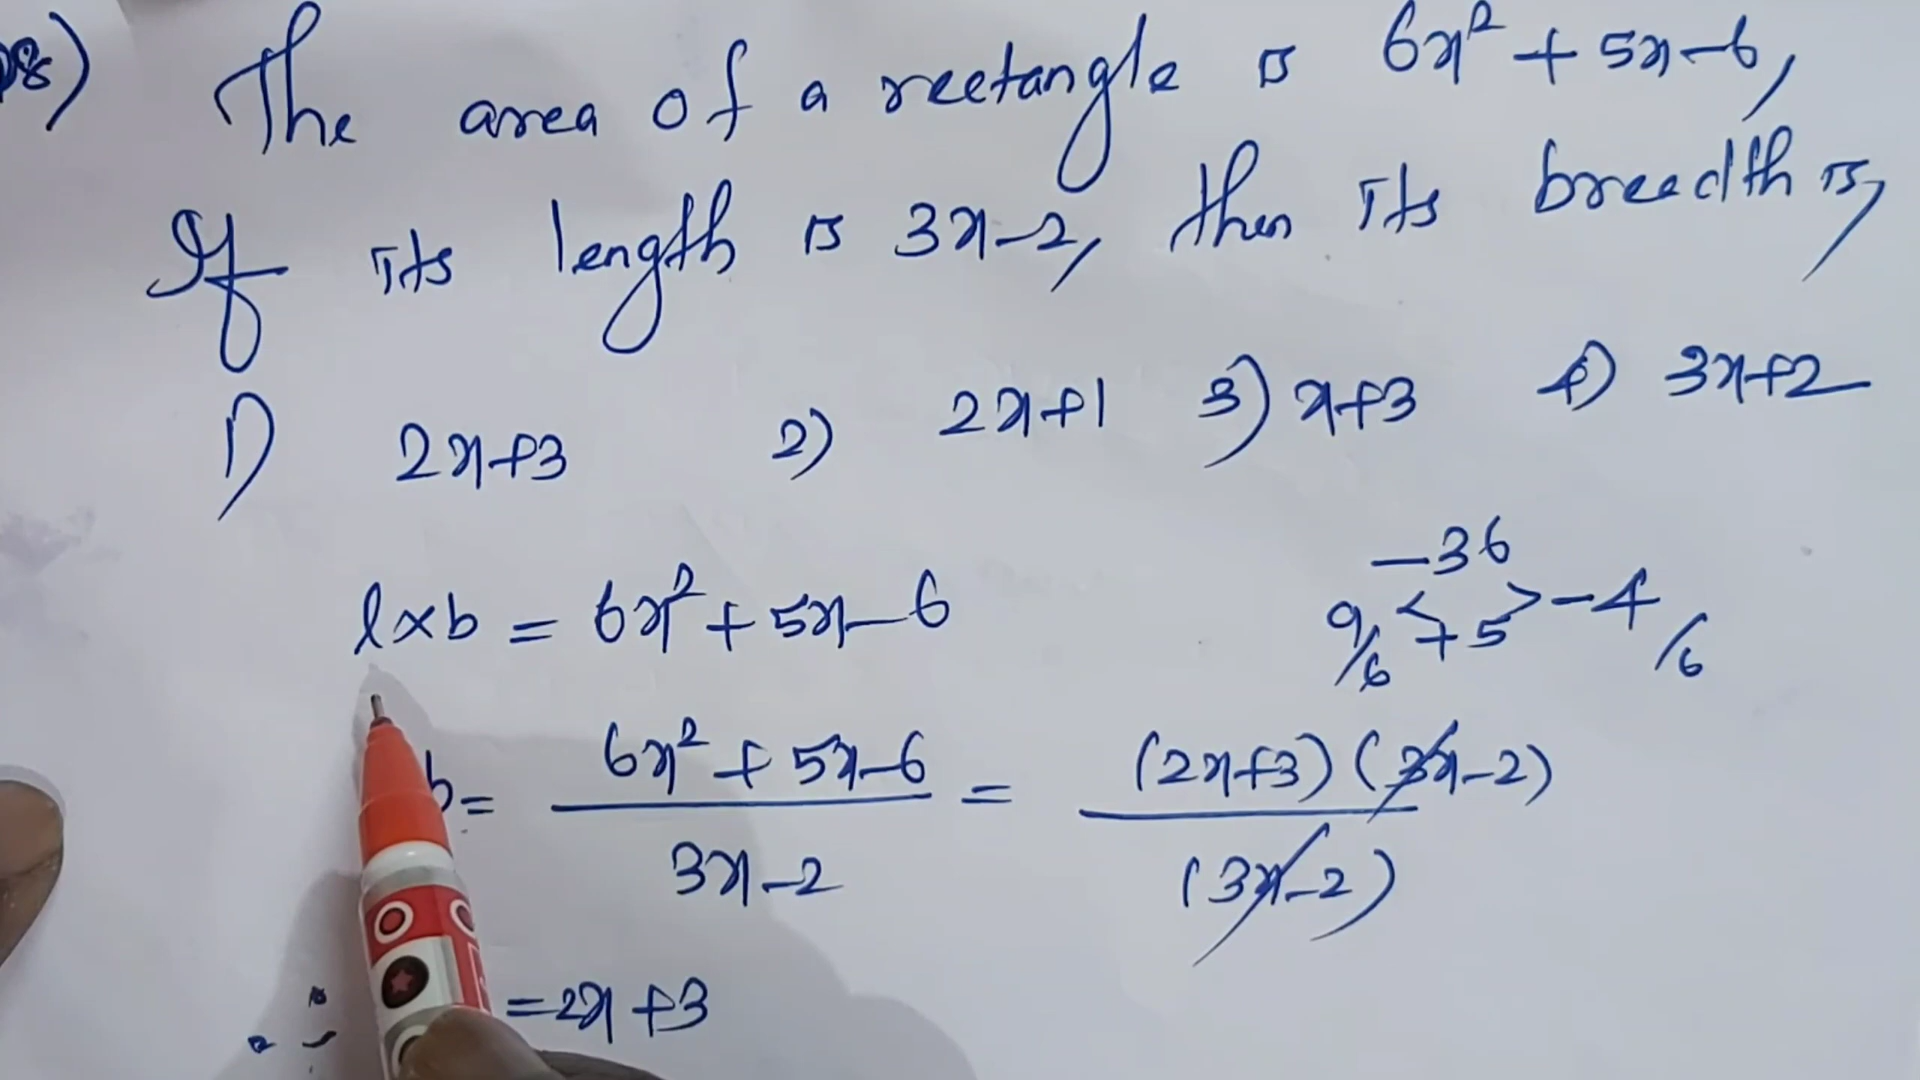 8)
The area of a rectangle is 6x² + 5x-6,
If its length is 3x-2, then its breadth is,
1) 2x+3 2) 2x+1 3) x+3 4) 3x+2
-36
l×b = 6x² + 5x-6 9/6 < +5 > -4/6
b = 6x² + 5x-6 / 3x-2 = (2x+3)(3x-2) / (3x-2)
= 2x+3